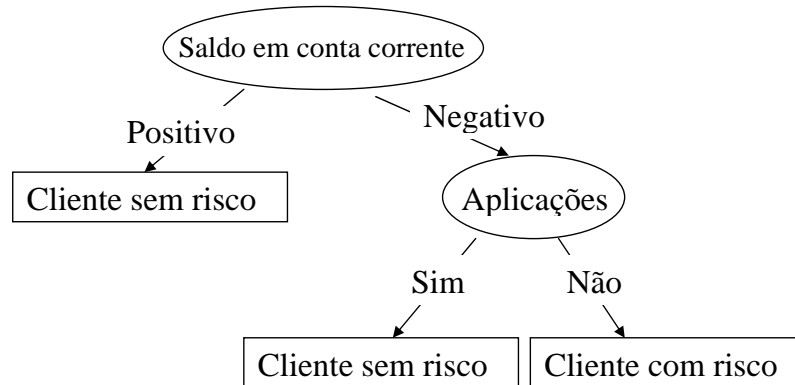 Saldo em conta corrente
Positivo
Negativo
Cliente sem risco
Aplicações
Sim
Não
Cliente sem risco
Cliente com risco